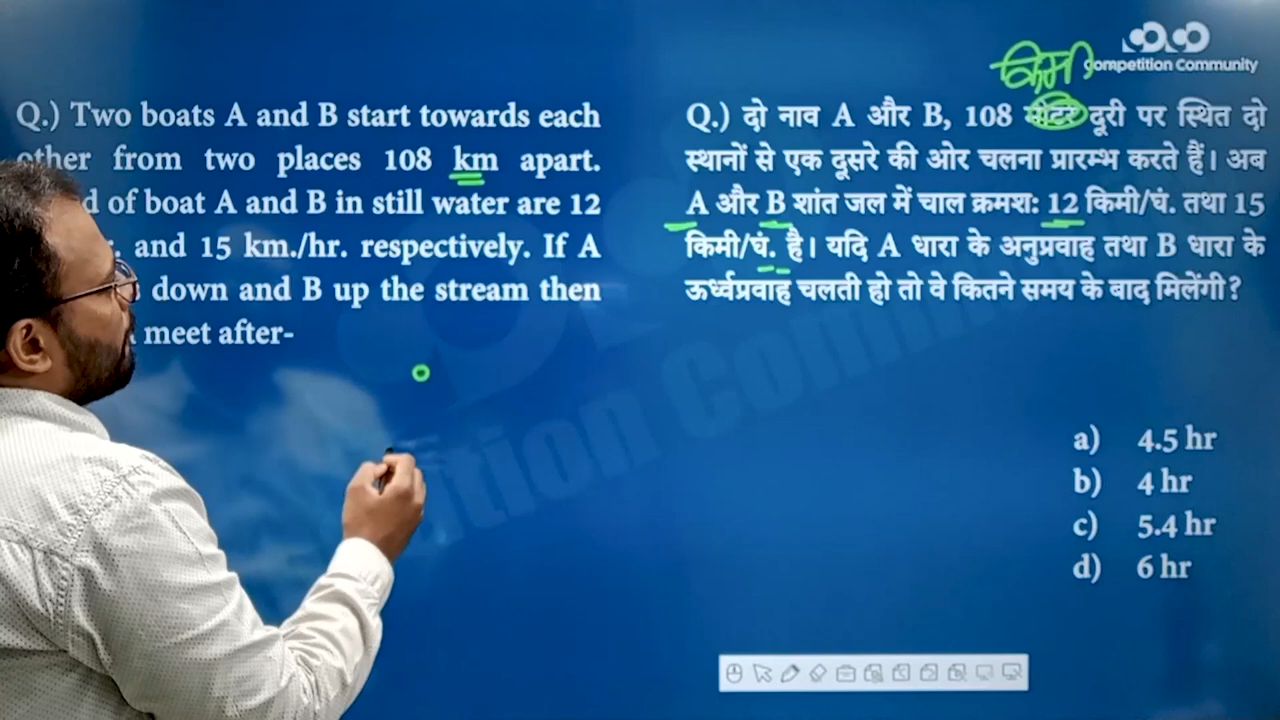 किमी
Competition Community
Q.) Two boats A and B start towards each
other from two places 108 km apart.
d of boat A and B in still water are 12
and 15 km./hr. respectively. If A
down and B up the stream then
meet after-
Q.) दो नाव A और B, 108 मीटर दूरी पर स्थित दो
स्थानों से एक दूसरे की ओर चलना प्रारम्भ करते हैं। अब
A और B शांत जल में चाल क्रमश: 12 किमी/घं. तथा 15
किमी/घं. है। यदि A धारा के अनुप्रवाह तथा B धारा के
ऊर्ध्वप्रवाह चलती हो तो वे कितने समय के बाद मिलेंगी?
a) 4.5 hr
b) 4 hr
c) 5.4 hr
d) 6 hr